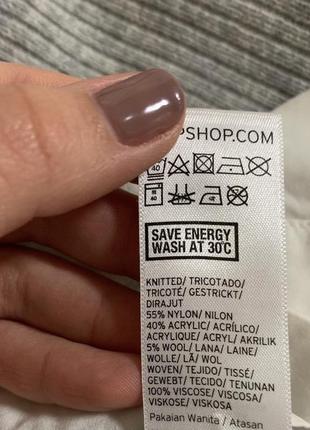 PSHOP.COM
40
SAVE ENERGY
WASH AT 30°C
KNITTED/ TRICOTADO/
TRICOTÉ/ GESTRICKT/
DIRAJUT
55% NYLON/ NILON
40% ACRYLIC/ ACRÍLICO/
ACRYLIQUE/ ACRYL/ AKRILIK
5% WOOL/ LANA/ LAINE/
WOLLE/ LÃ/ WOL
WOVEN/ TEJIDO/ TISSÉ/
GEWEBT/ TECIDO/ TENUNAN
100% VISCOSE/ VISCOSA/
VISKOSE/ VISKOSA
Pakaian Wanita / Atasan